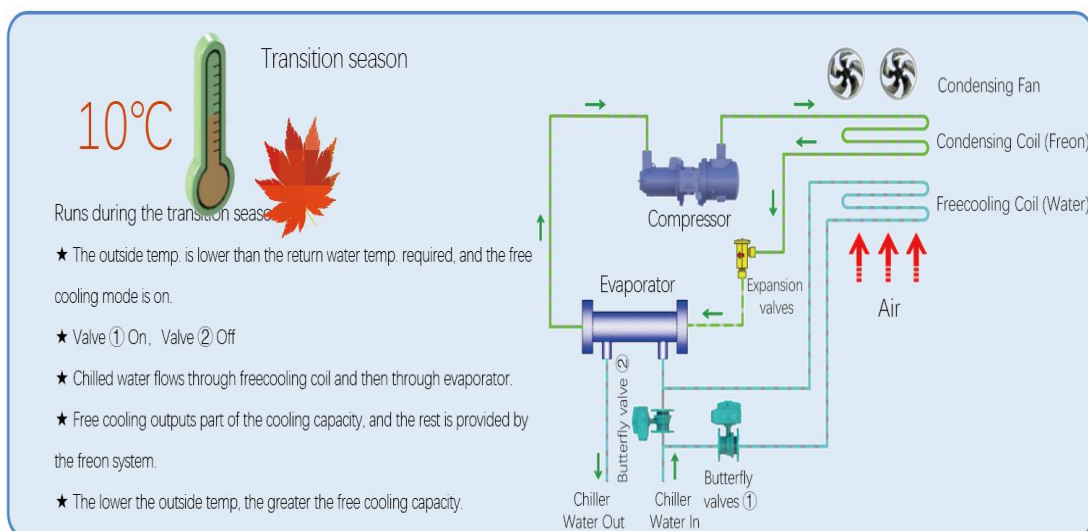 Transition season
10°C
Runs during the transition seas
★ The outside temp. is lower than the return water temp. required, and the free
cooling mode is on.
★ Valve ① On, Valve ② Off
★ Chilled water flows through freecooling coil and then through evaporator.
★ Free cooling outputs part of the cooling capacity, and the rest is provided by
the freon system.
★ The lower the outside temp, the greater the free cooling capacity.
Condensing Fan
Condensing Coil (Freon)
Compressor
Freecooling Coil (Water)
Evaporator
Expansion
valves
Air
Butterfly valve ②
Butterfly
valves ①
Chiller
Water Out
Chiller
Water In